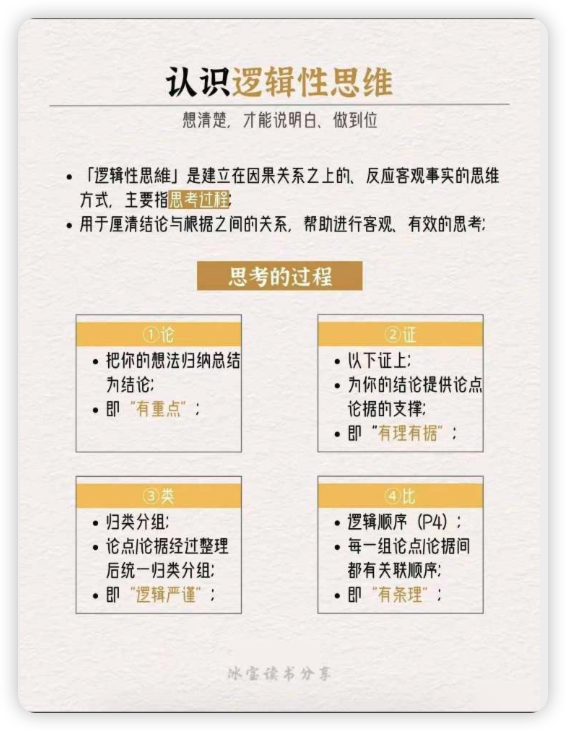 认识逻辑性思维
想清楚，才能说明白、做到位
• 「逻辑性思維」是建立在因果关系之上的、反应客观事实的思维
方式，主要指思考过程;
• 用于厘清结论与根据之间的关系，帮助进行客观、有效的思考;
思考的过程
①论
• 把你的想法归纳总结
为结论;
• 即“有重点”;
②证
• 以下证上;
• 为你的结论提供论点
论据的支撑;
• 即“有理有据”;
③类
• 归类分组;
• 论点/论据经过整理
后统一归类分组;
• 即“逻辑严谨”;
④比
• 逻辑顺序（P4）;
• 每一组论点/论据间
都有关联顺序;
• 即“有条理”;
冰宝读书分享